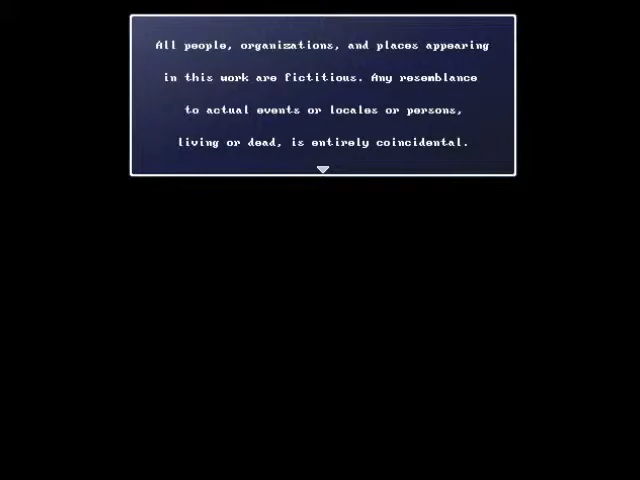 All people, organizations, and places appearing
in this work are fictitious. Any resemblance
to actual events or locales or persons,
living or dead, is entirely coincidental.